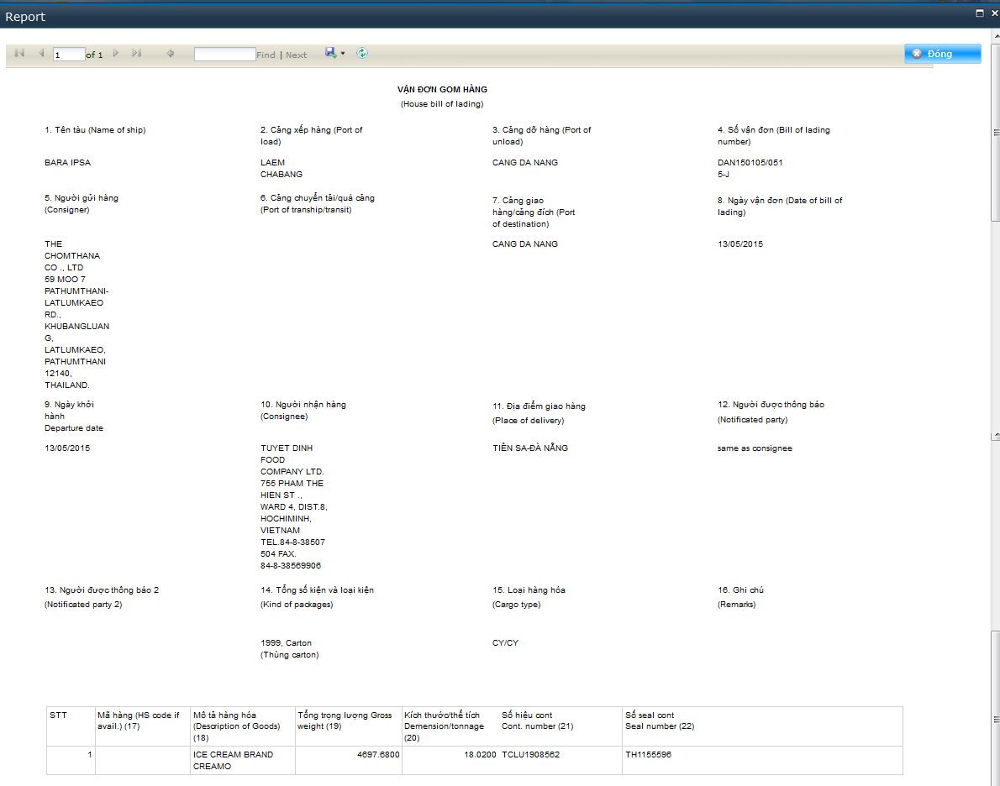 Report
1 of 1 Find | Next Đóng
VẬN ĐƠN GOM HÀNG
(House bill of lading)
1. Tên tàu (Name of ship)
2. Cảng xếp hàng (Port of
load)
3. Cảng dỡ hàng (Port of
unload)
4. Số vận đơn (Bill of lading
number)
BARA IPSA
LAEM
CHABANG
CANG DA NANG
DAN150105/051
5-J
5. Người gửi hàng
(Consigner)
6. Cảng chuyển tải/quá cảng
(Port of tranship/transit)
7. Cảng giao
hàng/cảng đích (Port
of destination)
8. Ngày vận đơn (Date of bill of
lading)
THE
CHOMTHANA
CO ., LTD
59 MOO 7
PATHUMTHANI-
LATLUMKAEO
RD.,
KHUBANGLUAN
G,
LATLUMKAEO,
PATHUMTHANI
12140,
THAILAND.
CANG DA NANG
13/05/2015
9. Ngày khởi
hành
Departure date
10. Người nhận hàng
(Consignee)
11. Địa điểm giao hàng
(Place of delivery)
12. Người được thông báo
(Notificated party)
13/05/2015
TUYET DINH
FOOD
COMPANY LTD.
755 PHAM THE
HIEN ST .,
WARD 4, DIST.8,
HOCHIMINH,
VIETNAM
TEL.84-8-38507
504 FAX.
84-8-38569906
TIÊN SA-ĐÀ NẴNG
same as consignee
13. Người được thông báo 2
(Notificated party 2)
14. Tổng số kiện và loại kiện
(Kind of packages)
15. Loại hàng hóa
(Cargo type)
16. Ghi chú
(Remarks)
1999, Carton
(Thùng carton)
CY/CY
STT
Mã hàng (HS code if
avail.) (17)
Mô tả hàng hóa
(Description of Goods)
(18)
Tổng trọng lượng Gross
weight (19)
Kích thước/thể tích
Demension/tonnage
(20)
Số hiệu cont
Cont. number (21)
Số seal cont
Seal number (22)
1
ICE CREAM BRAND
CREAMO
4697.6800
18.0200
TCLU1908562
TH1155596